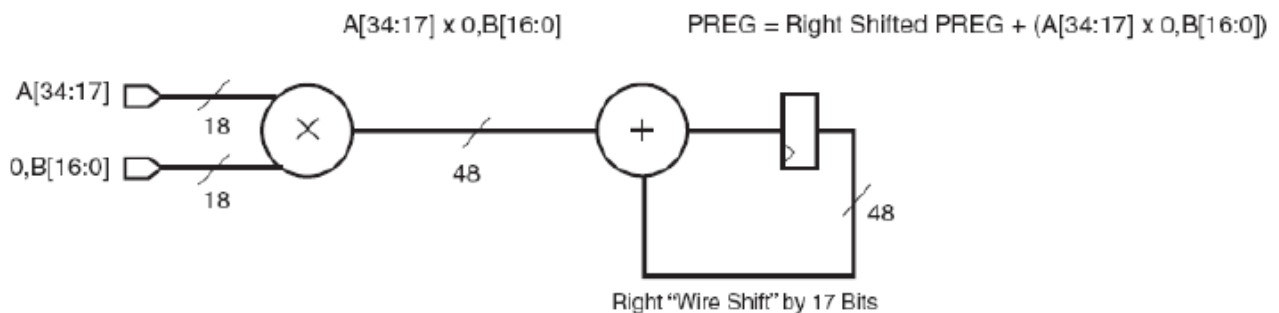 A[34:17] x 0,B[16:0]
PREG = Right Shifted PREG + (A[34:17] x 0,B[16:0])
A[34:17]
18
0,B[16:0]
18
×
48
+
48
Right “Wire Shift” by 17 Bits